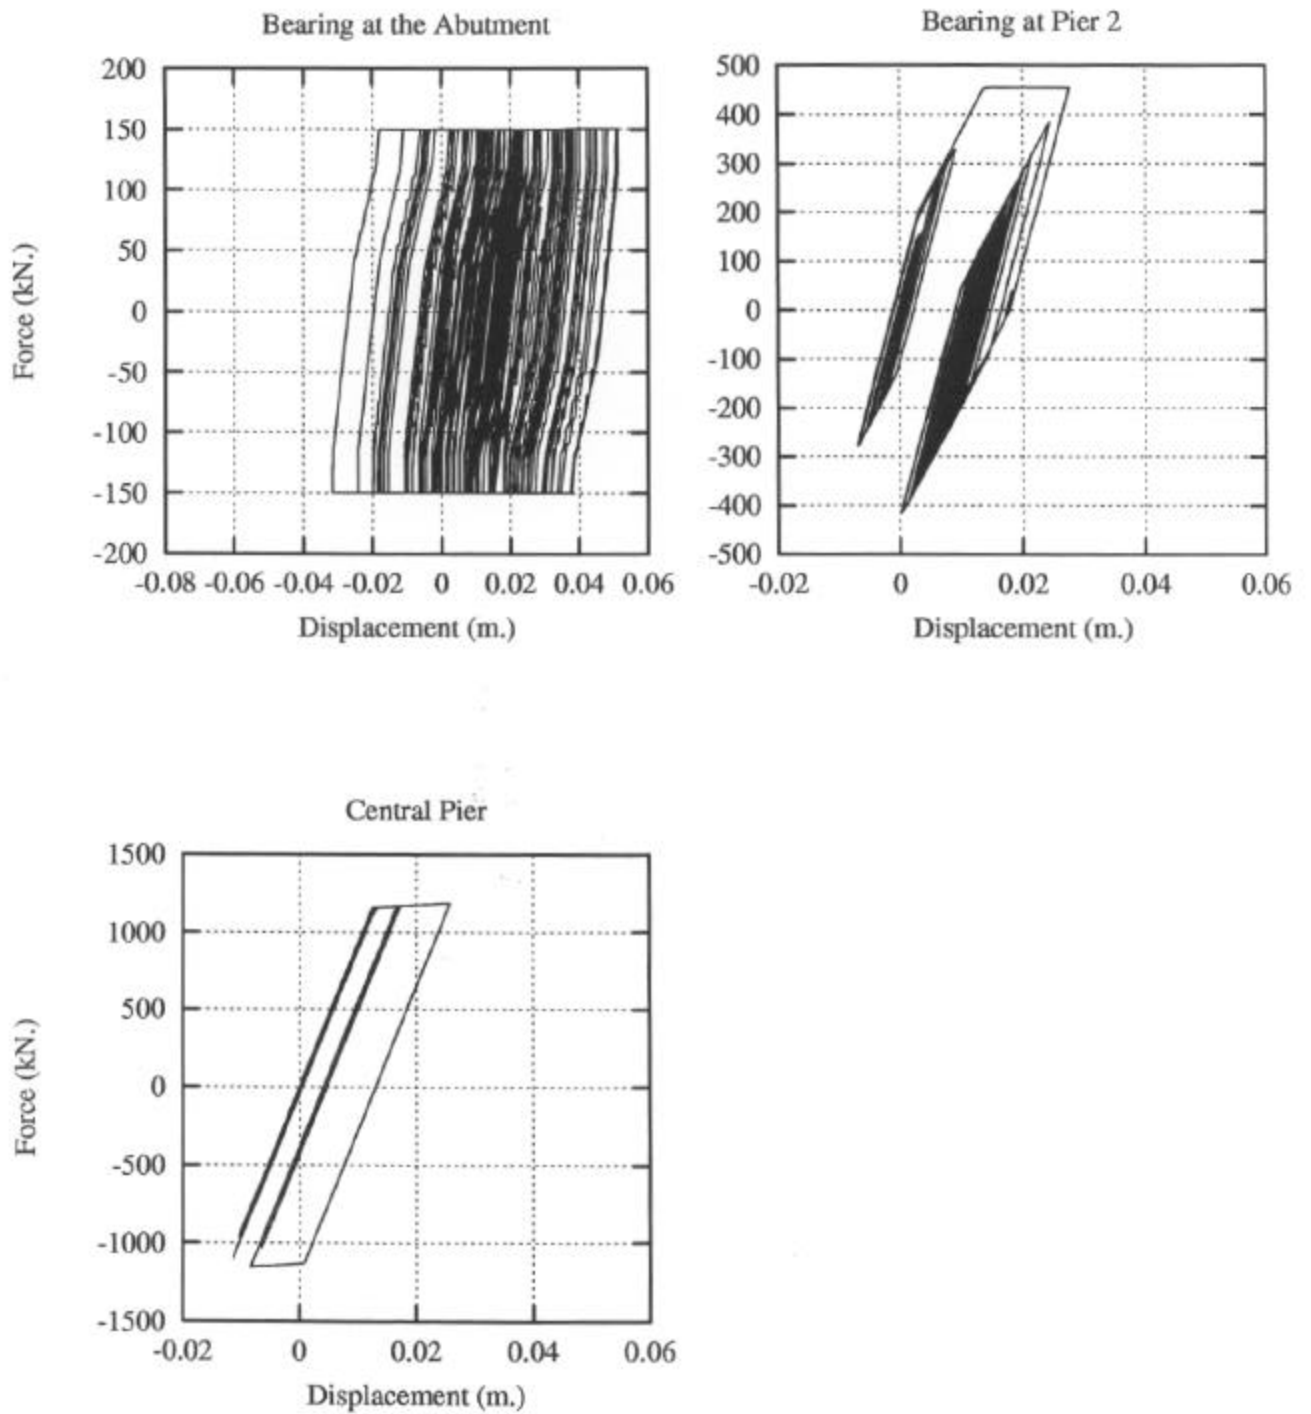 Bearing at the Abutment
200
150
100
50
0
-50
-100
-150
-200
-0.08 -0.06 -0.04 -0.02 0 0.02 0.04 0.06
Displacement (m.)
Force (kN.)
Bearing at Pier 2
500
400
300
200
100
0
-100
-200
-300
-400
-500
-0.02 0 0.02 0.04 0.06
Displacement (m.)
Central Pier
1500
1000
500
0
-500
-1000
-1500
-0.02 0 0.02 0.04 0.06
Displacement (m.)
Force (kN.)